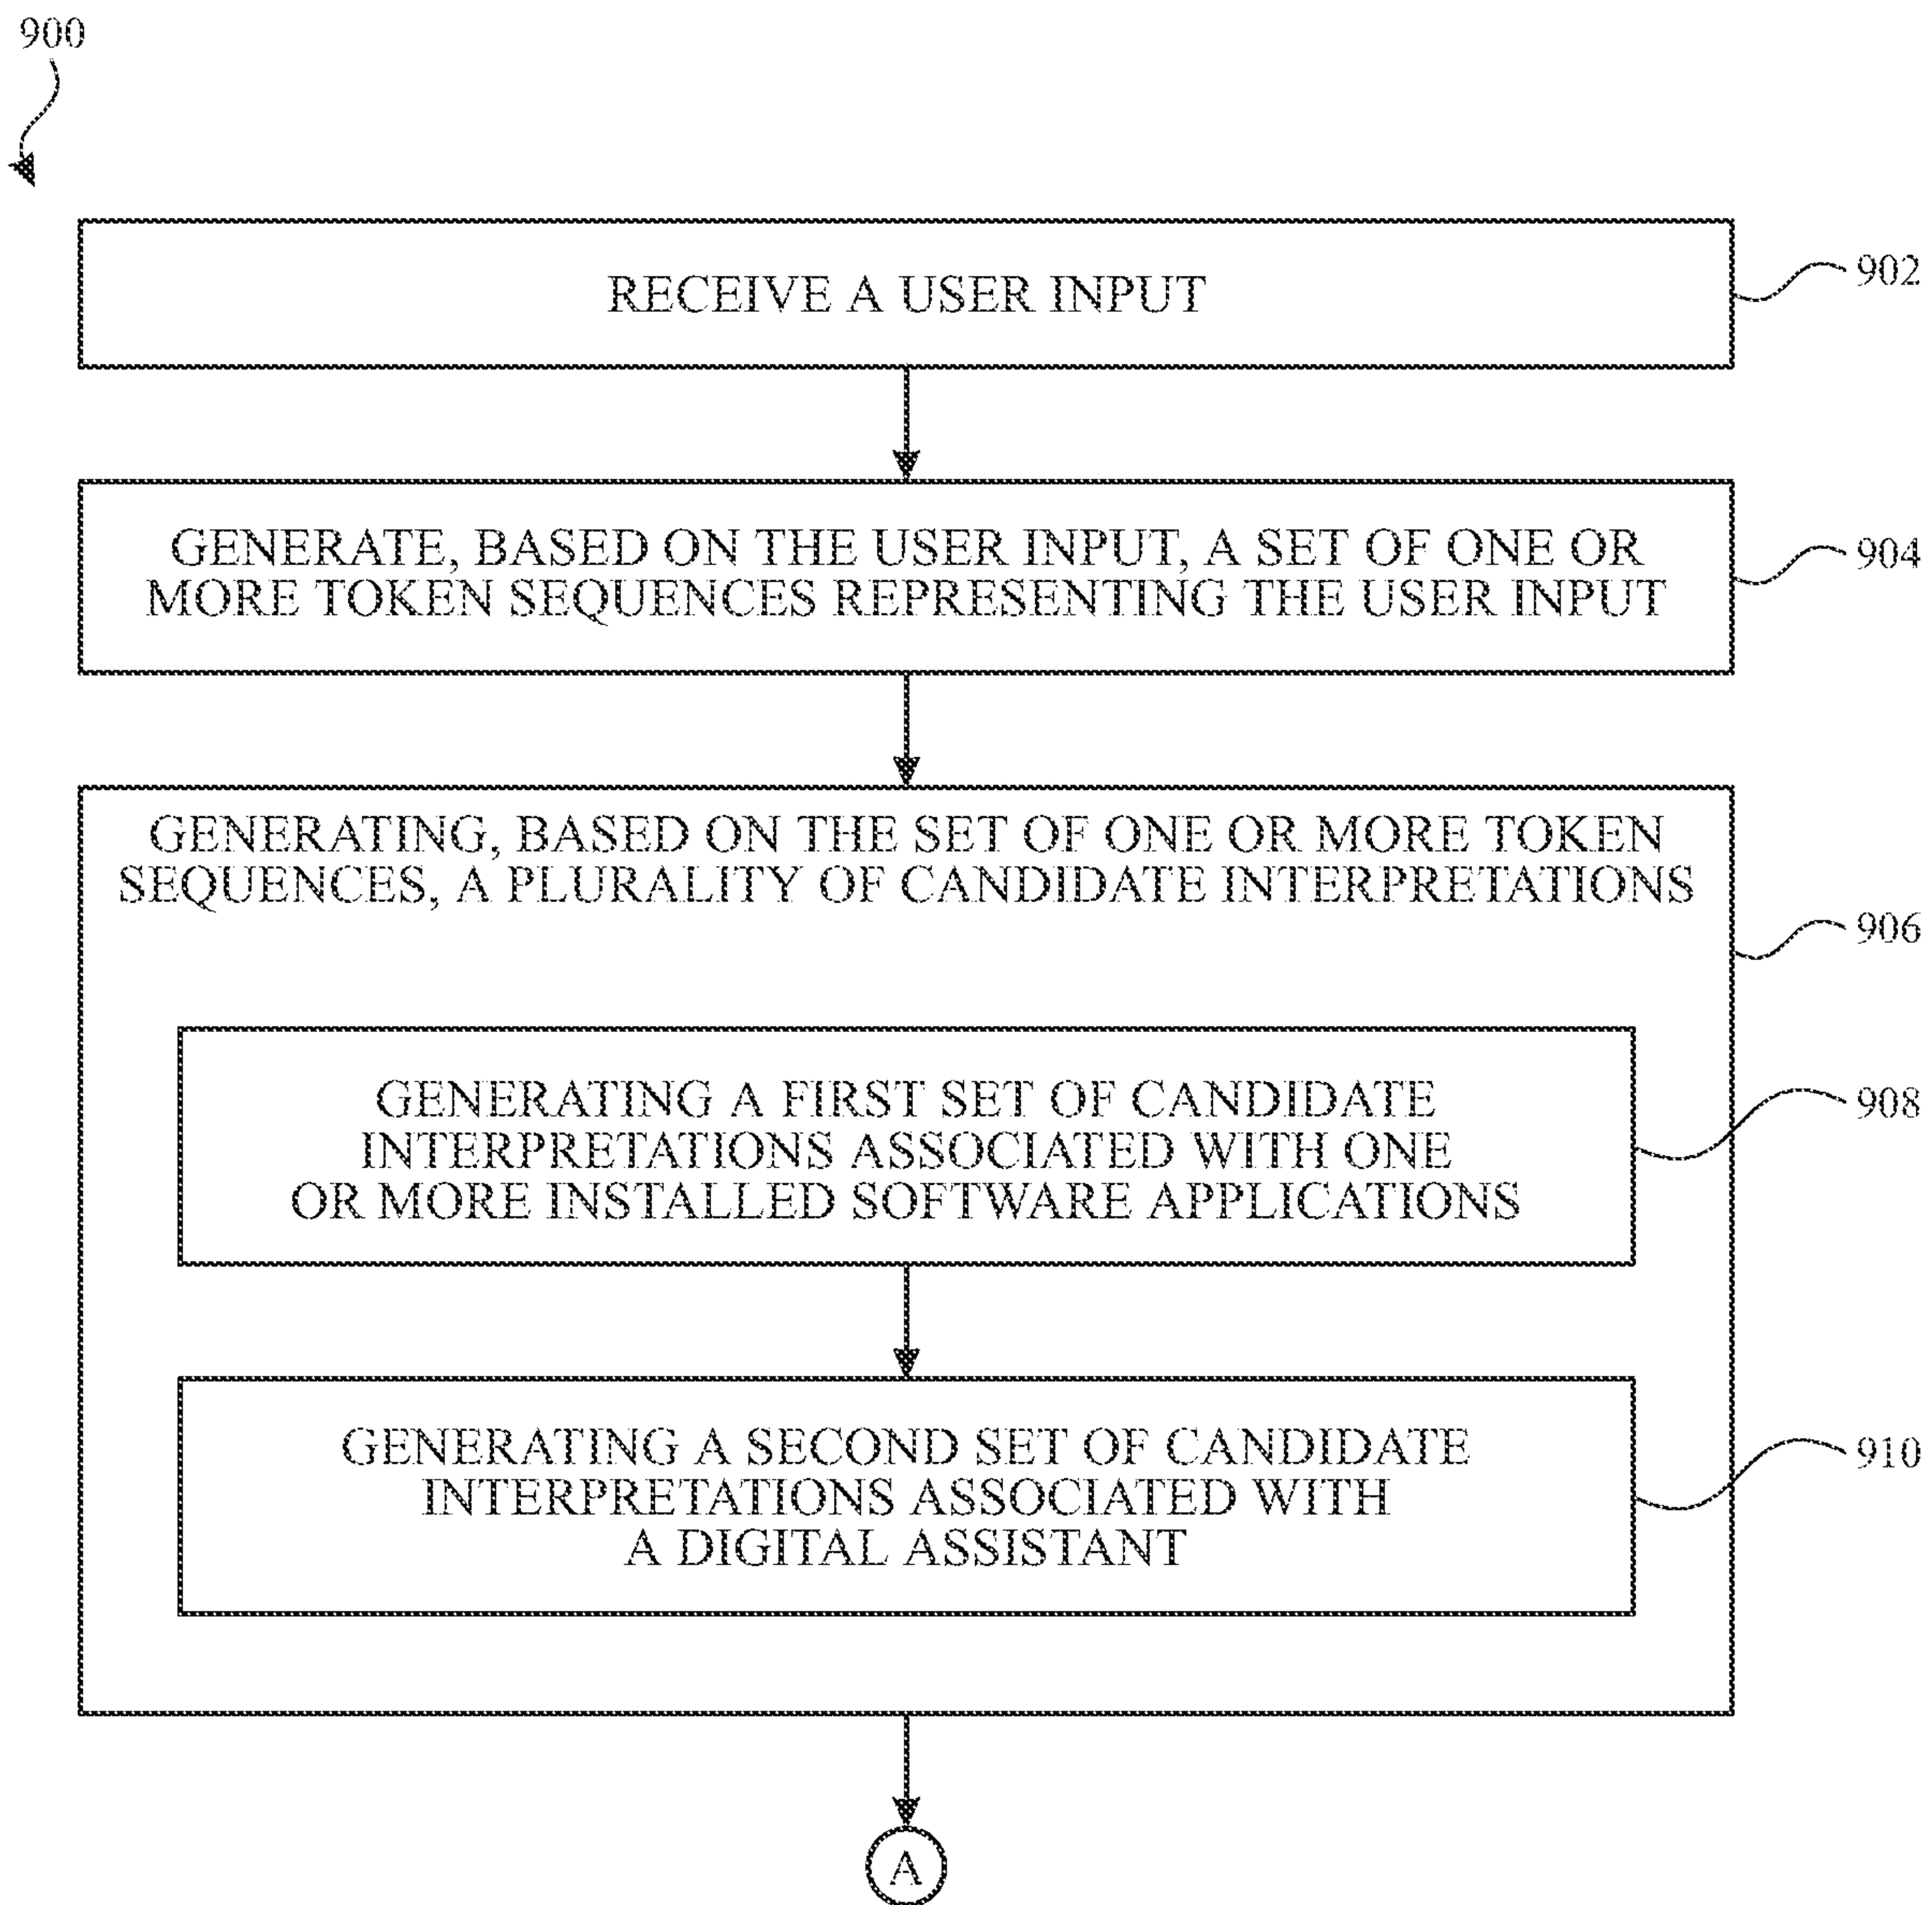 900
RECEIVE A USER INPUT
902
GENERATE, BASED ON THE USER INPUT, A SET OF ONE OR
MORE TOKEN SEQUENCES REPRESENTING THE USER INPUT
904
GENERATING, BASED ON THE SET OF ONE OR MORE TOKEN
SEQUENCES, A PLURALITY OF CANDIDATE INTERPRETATIONS
906
GENERATING A FIRST SET OF CANDIDATE
INTERPRETATIONS ASSOCIATED WITH ONE
OR MORE INSTALLED SOFTWARE APPLICATIONS
908
GENERATING A SECOND SET OF CANDIDATE
INTERPRETATIONS ASSOCIATED WITH
A DIGITAL ASSISTANT
910
A